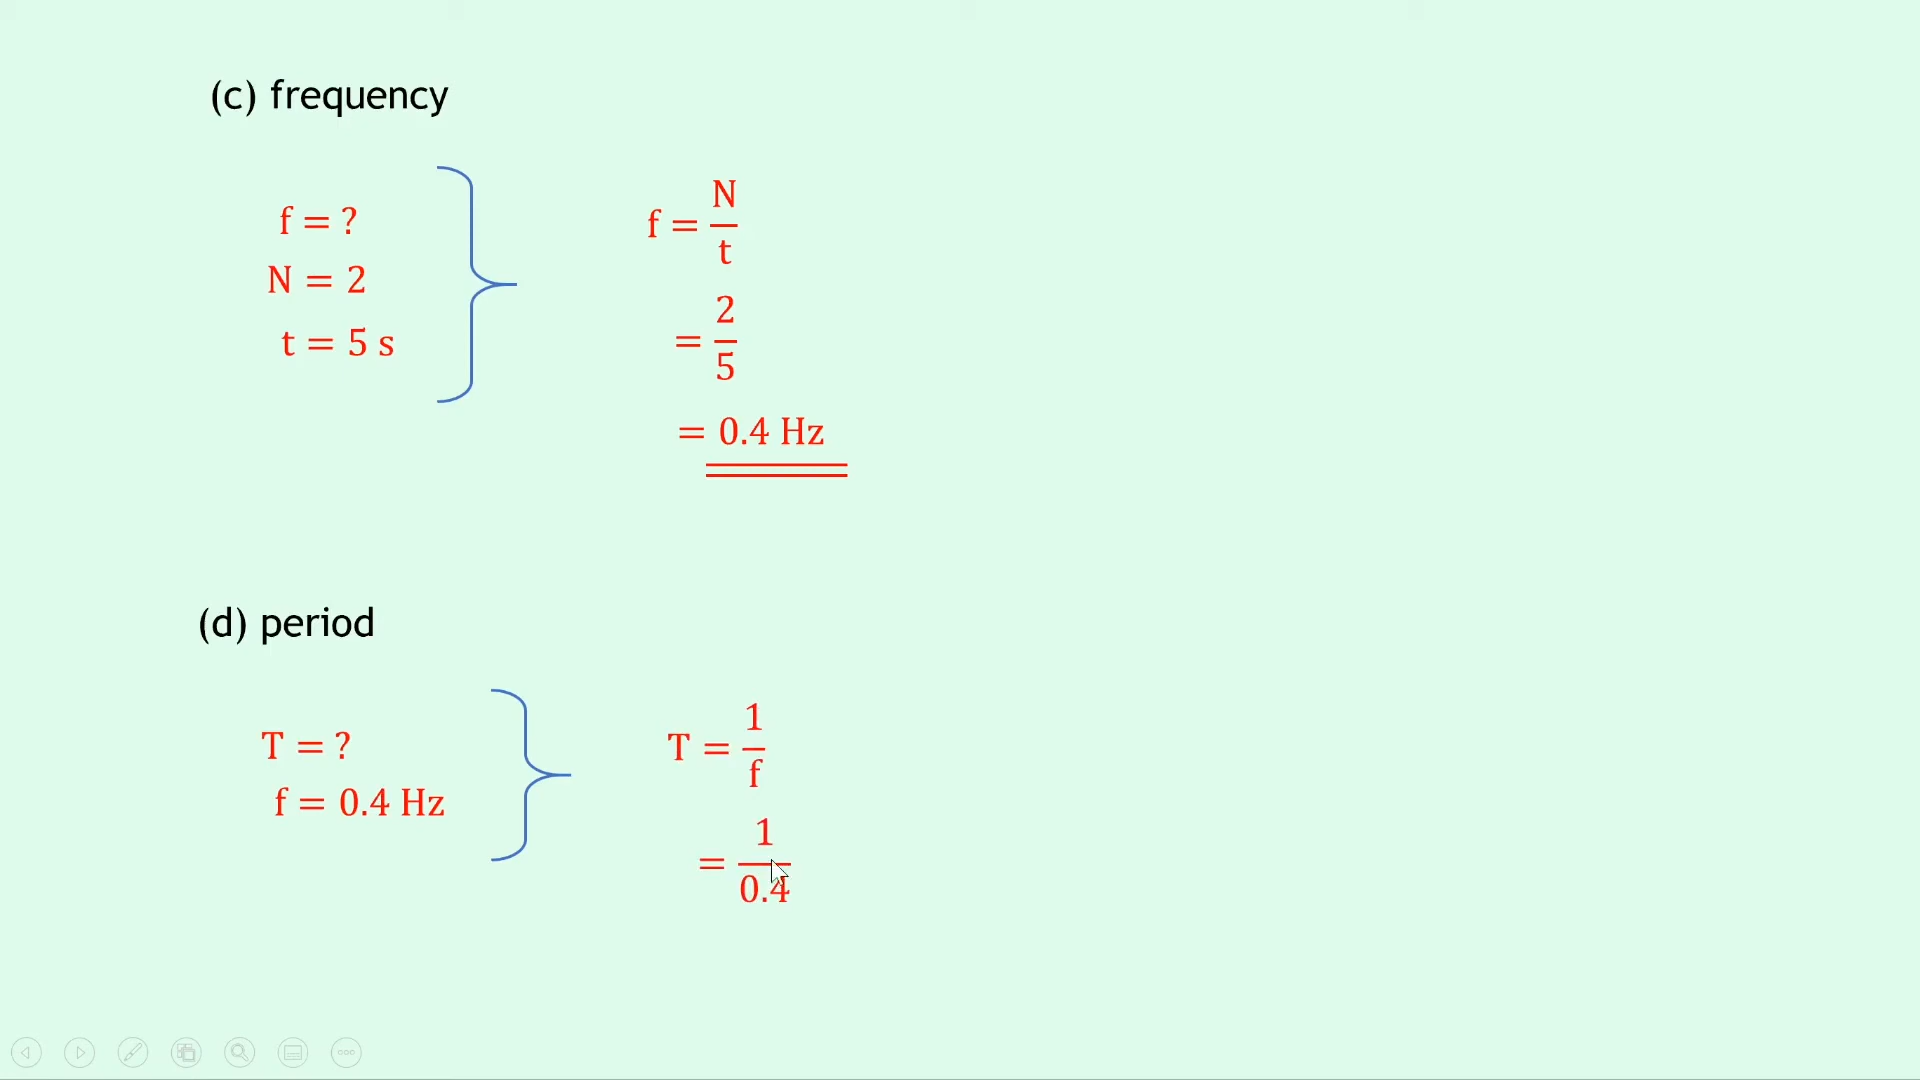 (c) frequency
f = ?
N = 2
t = 5 s
f = N/t
= 2/5
= 0.4 Hz
(d) period
T = ?
f = 0.4 Hz
T = 1/f
= 1/0.4